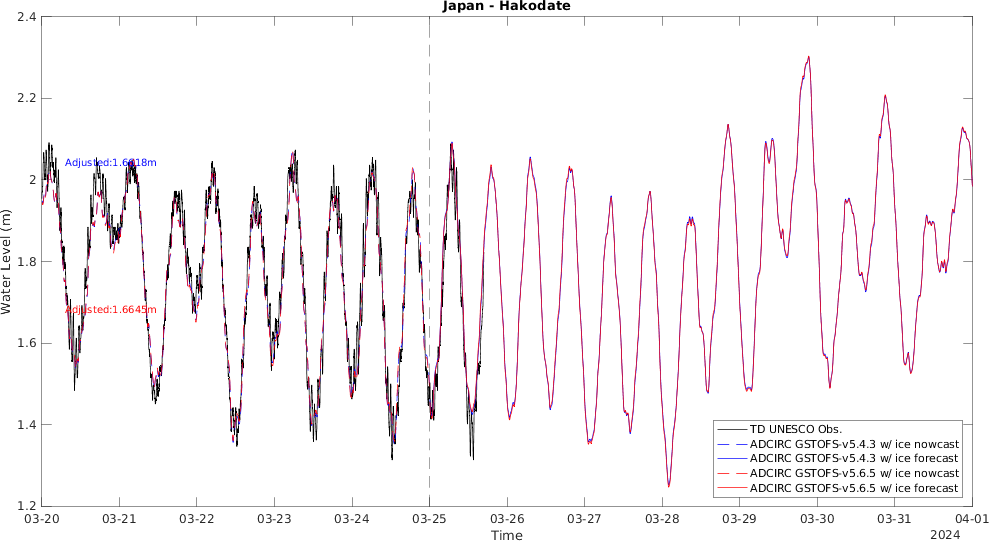 Japan - Hakodate
Water Level (m)
2.4
2.2
2
1.8
1.6
1.4
1.2
Adjusted:1.6618m
Adjusted:1.6645m
TD UNESCO Obs.
ADCIRC GSTOFS-v5.4.3 w/ ice nowcast
ADCIRC GSTOFS-v5.4.3 w/ ice forecast
ADCIRC GSTOFS-v5.6.5 w/ ice nowcast
ADCIRC GSTOFS-v5.6.5 w/ ice forecast
03-20 03-21 03-22 03-23 03-24 03-25 03-26 03-27 03-28 03-29 03-30 03-31 04-01
Time
2024